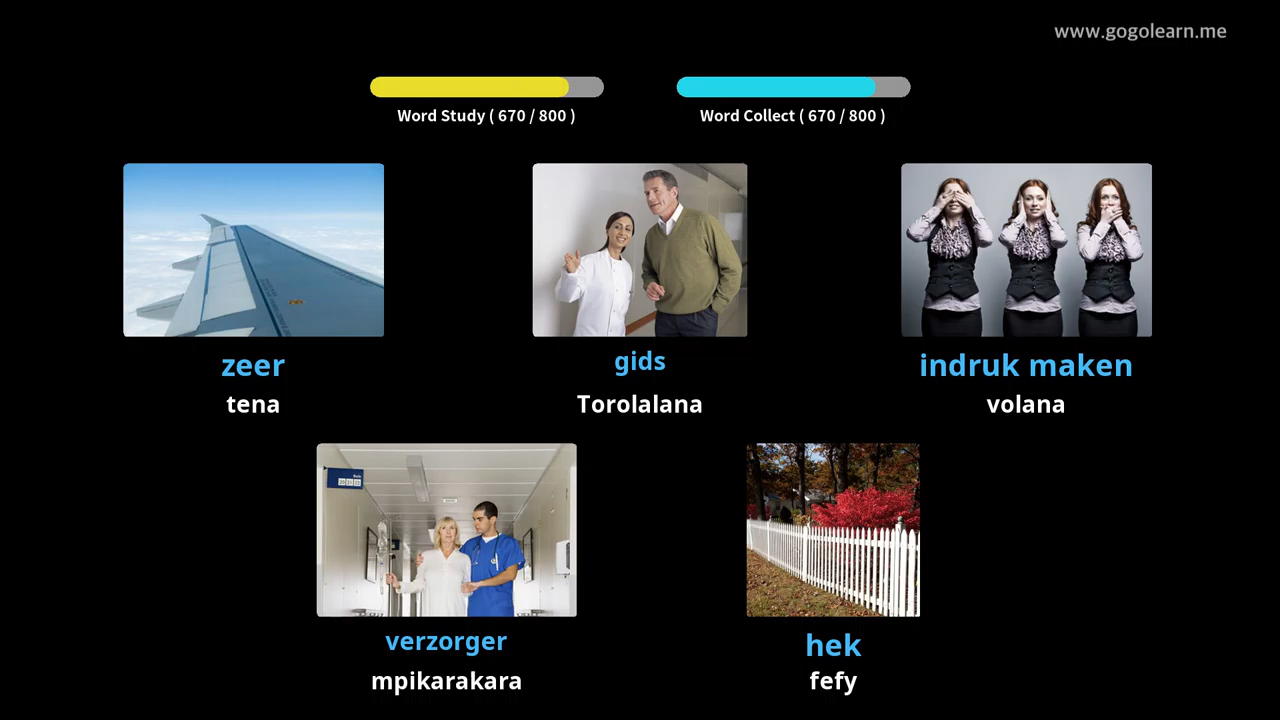 www.gogolearn.me
Word Study ( 670 / 800 )
Word Collect ( 670 / 800 )
zeer
tena
gids
Torolalana
indruk maken
volana
verzorger
mpikarakara
hek
fefy